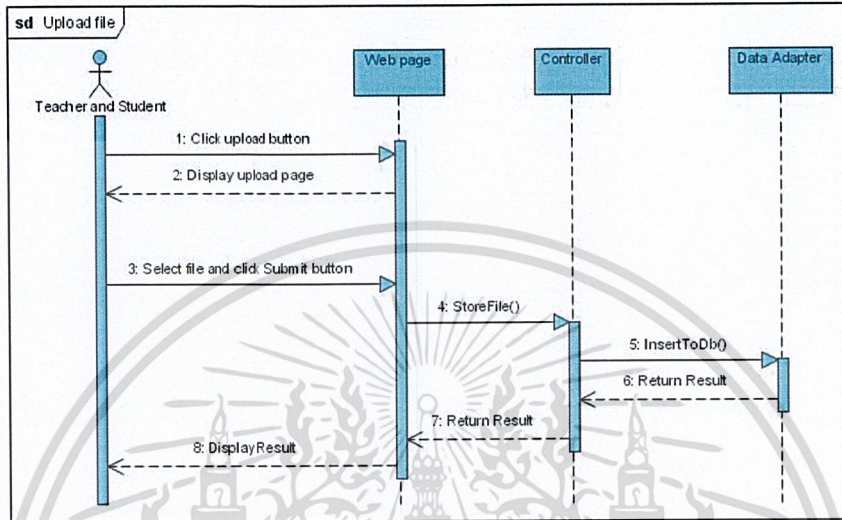 sd Upload file
Web page
Controller
Data Adapter
Teacher and Student
1: Click upload button
2: Display upload page
3: Select file and click Submit button
4: StoreFile()
5: InsertToDb()
6: Return Result
7: Return Result
8: DisplayResult